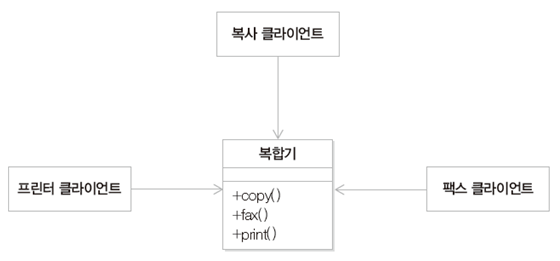 복사 클라이언트
복합기
프린터 클라이언트
팩스 클라이언트
+copy()
+fax()
+print()